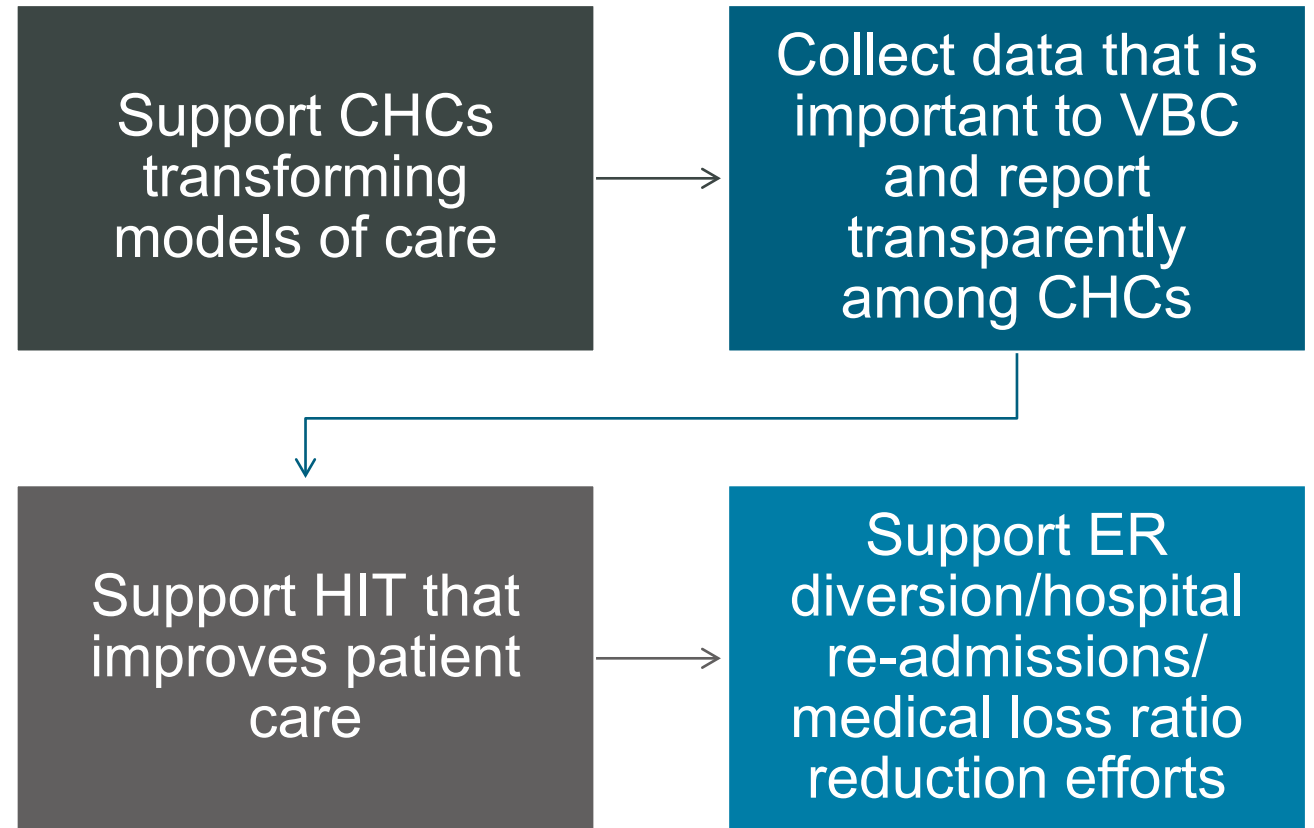 Support CHCs
transforming
models of care
Collect data that is
important to VBC
and report
transparently
among CHCs
Support HIT that
improves patient
care
Support ER
diversion/hospital
re-admissions/
medical loss ratio
reduction efforts